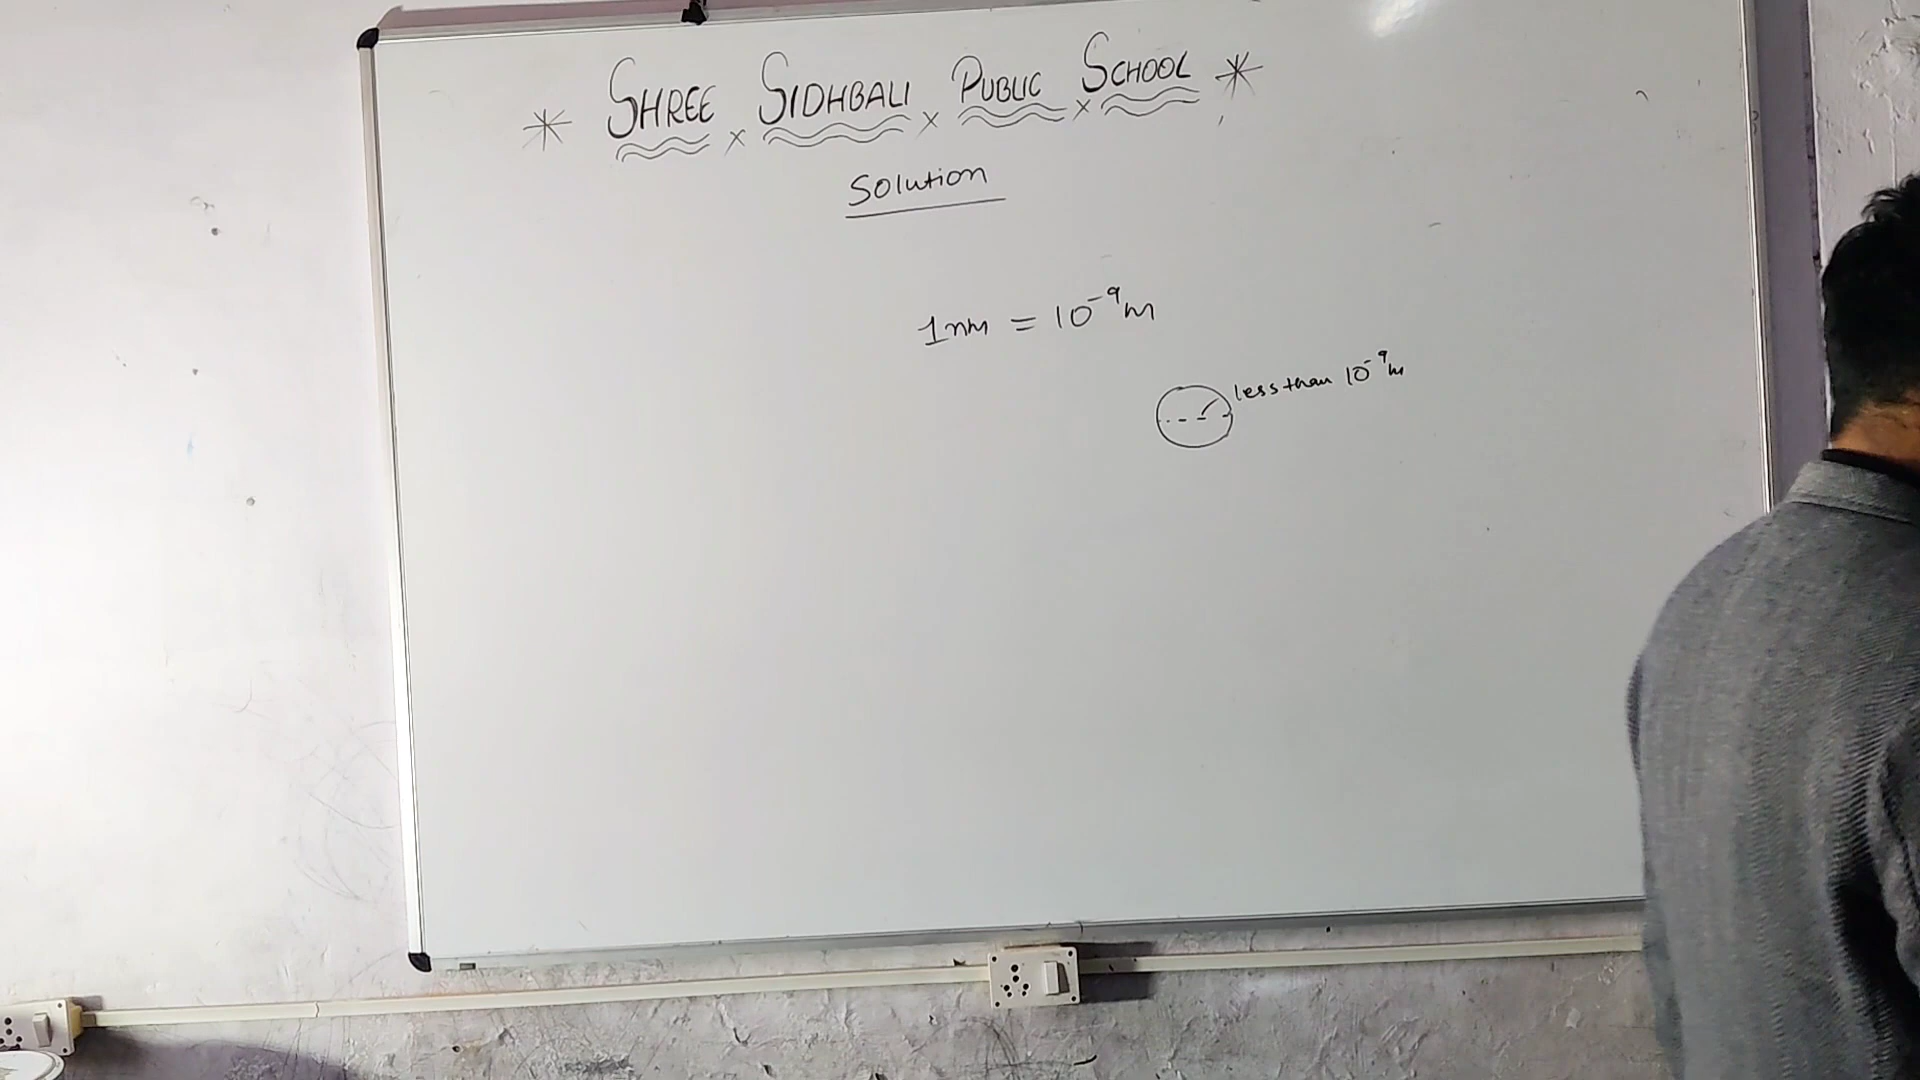 SHREE SIDHBALI PUBLIC SCHOOL
Solution
1nm = 10⁻⁹m
less than 10⁻⁹m